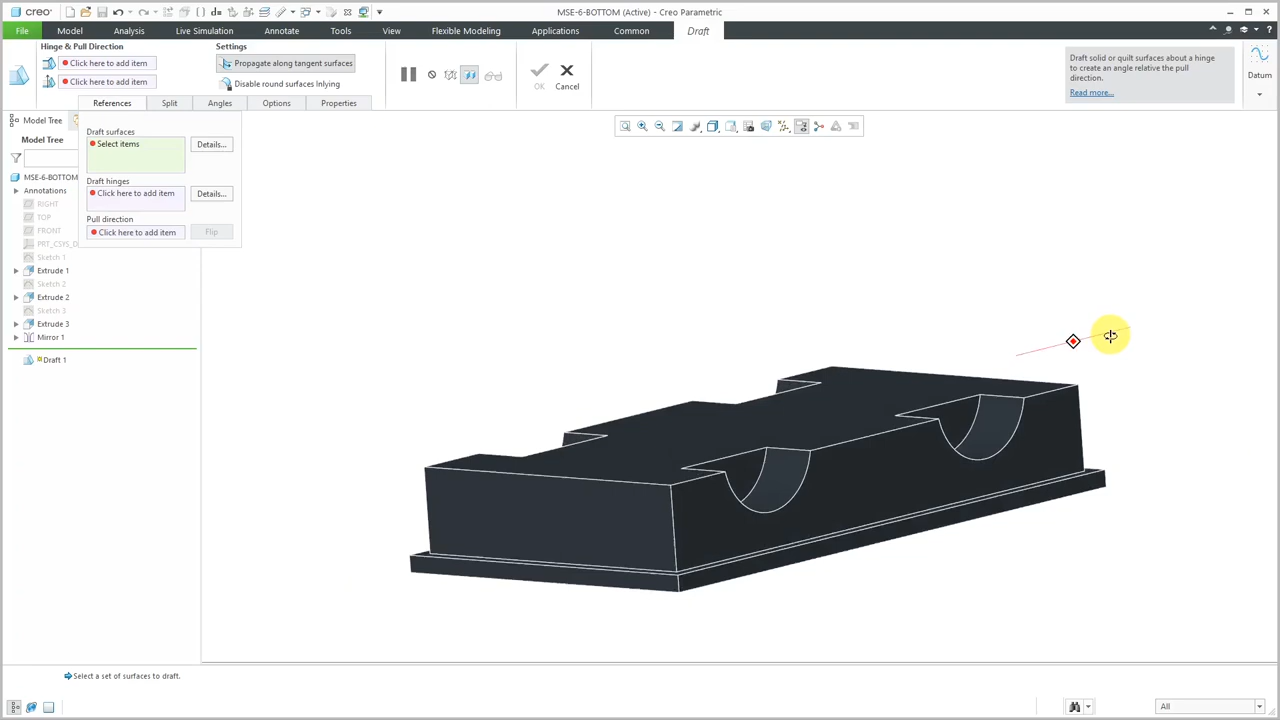 creo
MSE-6-BOTTOM (Active) - Creo Parametric
File
Model
Analysis
Live Simulation
Annotate
Tools
View
Flexible Modeling
Applications
Common
Draft
Hinge & Pull Direction
Click here to add item
Click here to add item
Settings
Propagate along tangent surfaces
Disable round surfaces Inlying
OK
Cancel
Draft solid or quilt surfaces about a hinge
to create an angle relative the pull
direction.
Read more...
Datum
References
Split
Angles
Options
Properties
Model Tree
Model Tree
Draft surfaces
Select items
Details...
Draft hinges
Click here to add item
Details...
Pull direction
Click here to add item
Flip
MSE-6-BOTTOM
Annotations
RIGHT
TOP
FRONT
PRT_CSYS_D
Sketch 1
Extrude 1
Sketch 2
Extrude 2
Sketch 3
Extrude 3
Mirror 1
Draft 1
Select a set of surfaces to draft.
All